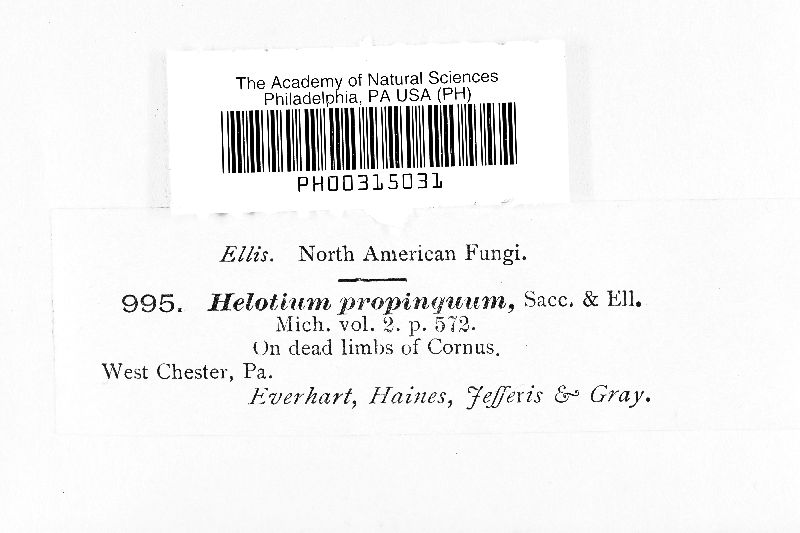 The Academy of Natural Sciences
Philadelphia, PA USA (PH)
PH00315031
Ellis. North American Fungi.
995. Helotium propinquum, Sacc. & Ell.
Mich. vol. 2. p. 572.
On dead limbs of Cornus.
West Chester, Pa.
Everhart, Haines, Jefferis & Gray.